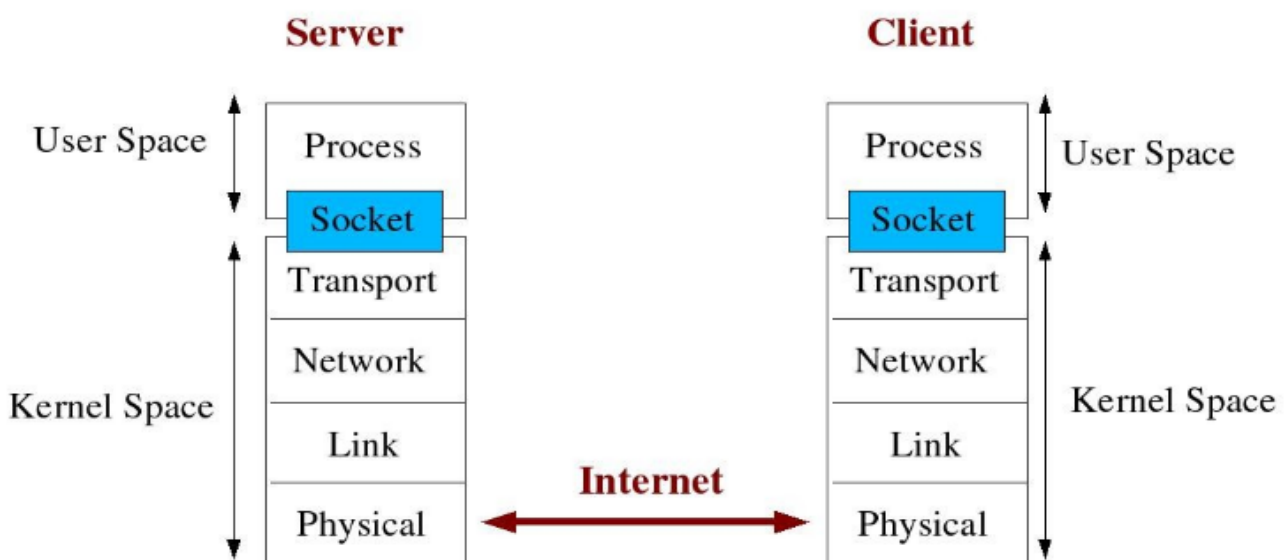 Server
Client
User Space
Process
Process
User Space
Socket
Socket
Transport
Transport
Network
Network
Kernel Space
Kernel Space
Link
Link
Internet
Physical
Physical